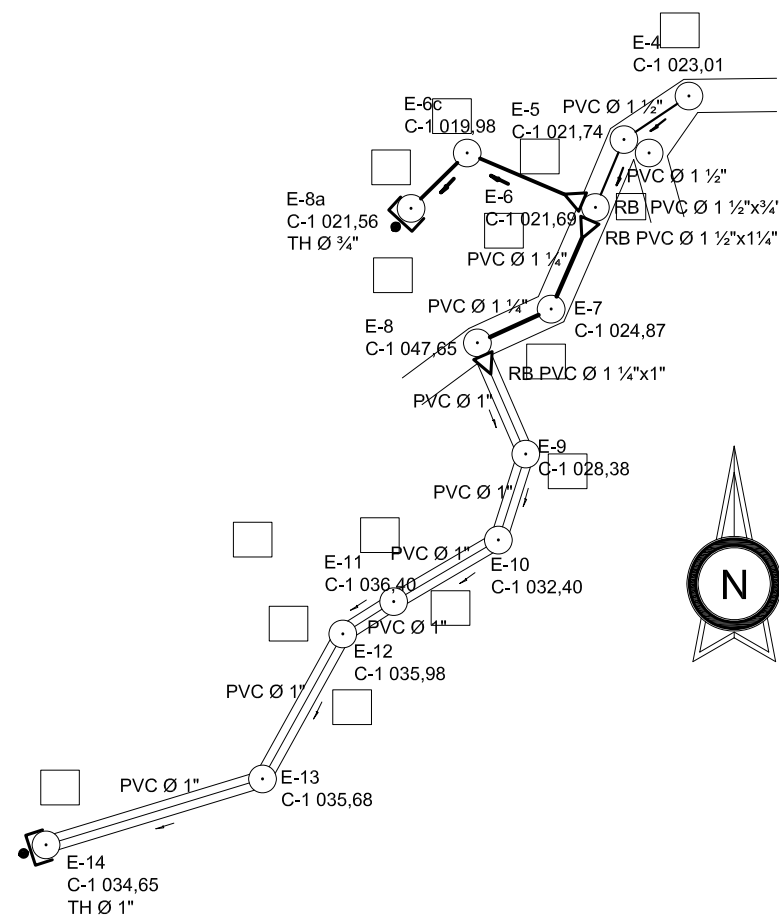 E-4
C-1 023,01
PVC Ø 1 ½"
E-6c
C-1 019,98
E-5
C-1 021,74
PVC Ø 1 ½"
E-8a
C-1 021,56
TH Ø ¾"
E-6
C-1 021,69
RB PVC Ø 1 ½"x¾"
RB PVC Ø 1 ½"x1¼"
PVC Ø 1 ¼"
PVC Ø 1 ¼"
E-7
C-1 024,87
E-8
C-1 047,65
RB PVC Ø 1 ¼"x1"
PVC Ø 1"
E-9
C-1 028,38
PVC Ø 1"
E-10
C-1 032,40
PVC Ø 1"
E-11
C-1 036,40
PVC Ø 1"
E-12
C-1 035,98
PVC Ø 1"
E-13
C-1 035,68
PVC Ø 1"
E-14
C-1 034,65
TH Ø 1"
N